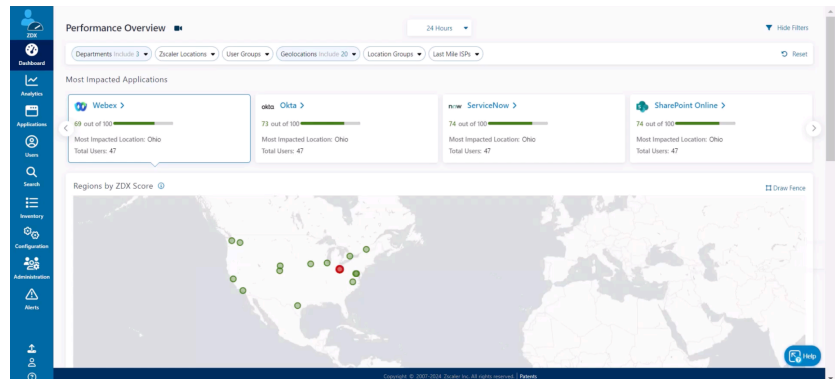 ZDX
Dashboard
Analytics
Applications
Users
Search
Inventory
Configuration
Administration
Alerts
Performance Overview
24 Hours
Hide Filters
Departments Include 3
Zscaler Locations
User Groups
Geolocations Include 20
Location Groups
Last Mile ISPs
Reset
Most Impacted Applications
Webex >
69 out of 100
Most Impacted Location: Ohio
Total Users: 47
okta Okta >
73 out of 100
Most Impacted Location: Ohio
Total Users: 47
now ServiceNow >
74 out of 100
Most Impacted Location: Ohio
Total Users: 47
SharePoint Online >
74 out of 100
Most Impacted Location: Ohio
Total Users: 47
Regions by ZDX Score
Draw Fence
Help
Copyright © 2007-2024 Zscaler Inc. All rights reserved. | Patents